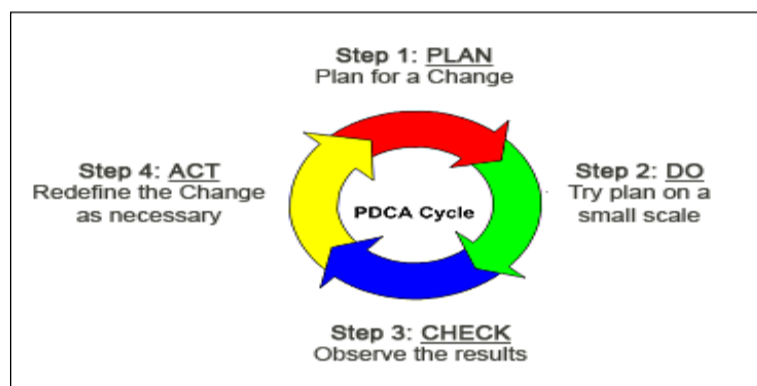 Step 1: PLAN
Plan for a Change
Step 4: ACT
Redefine the Change
as necessary
PDCA Cycle
Step 2: DO
Try plan on a
small scale
Step 3: CHECK
Observe the results